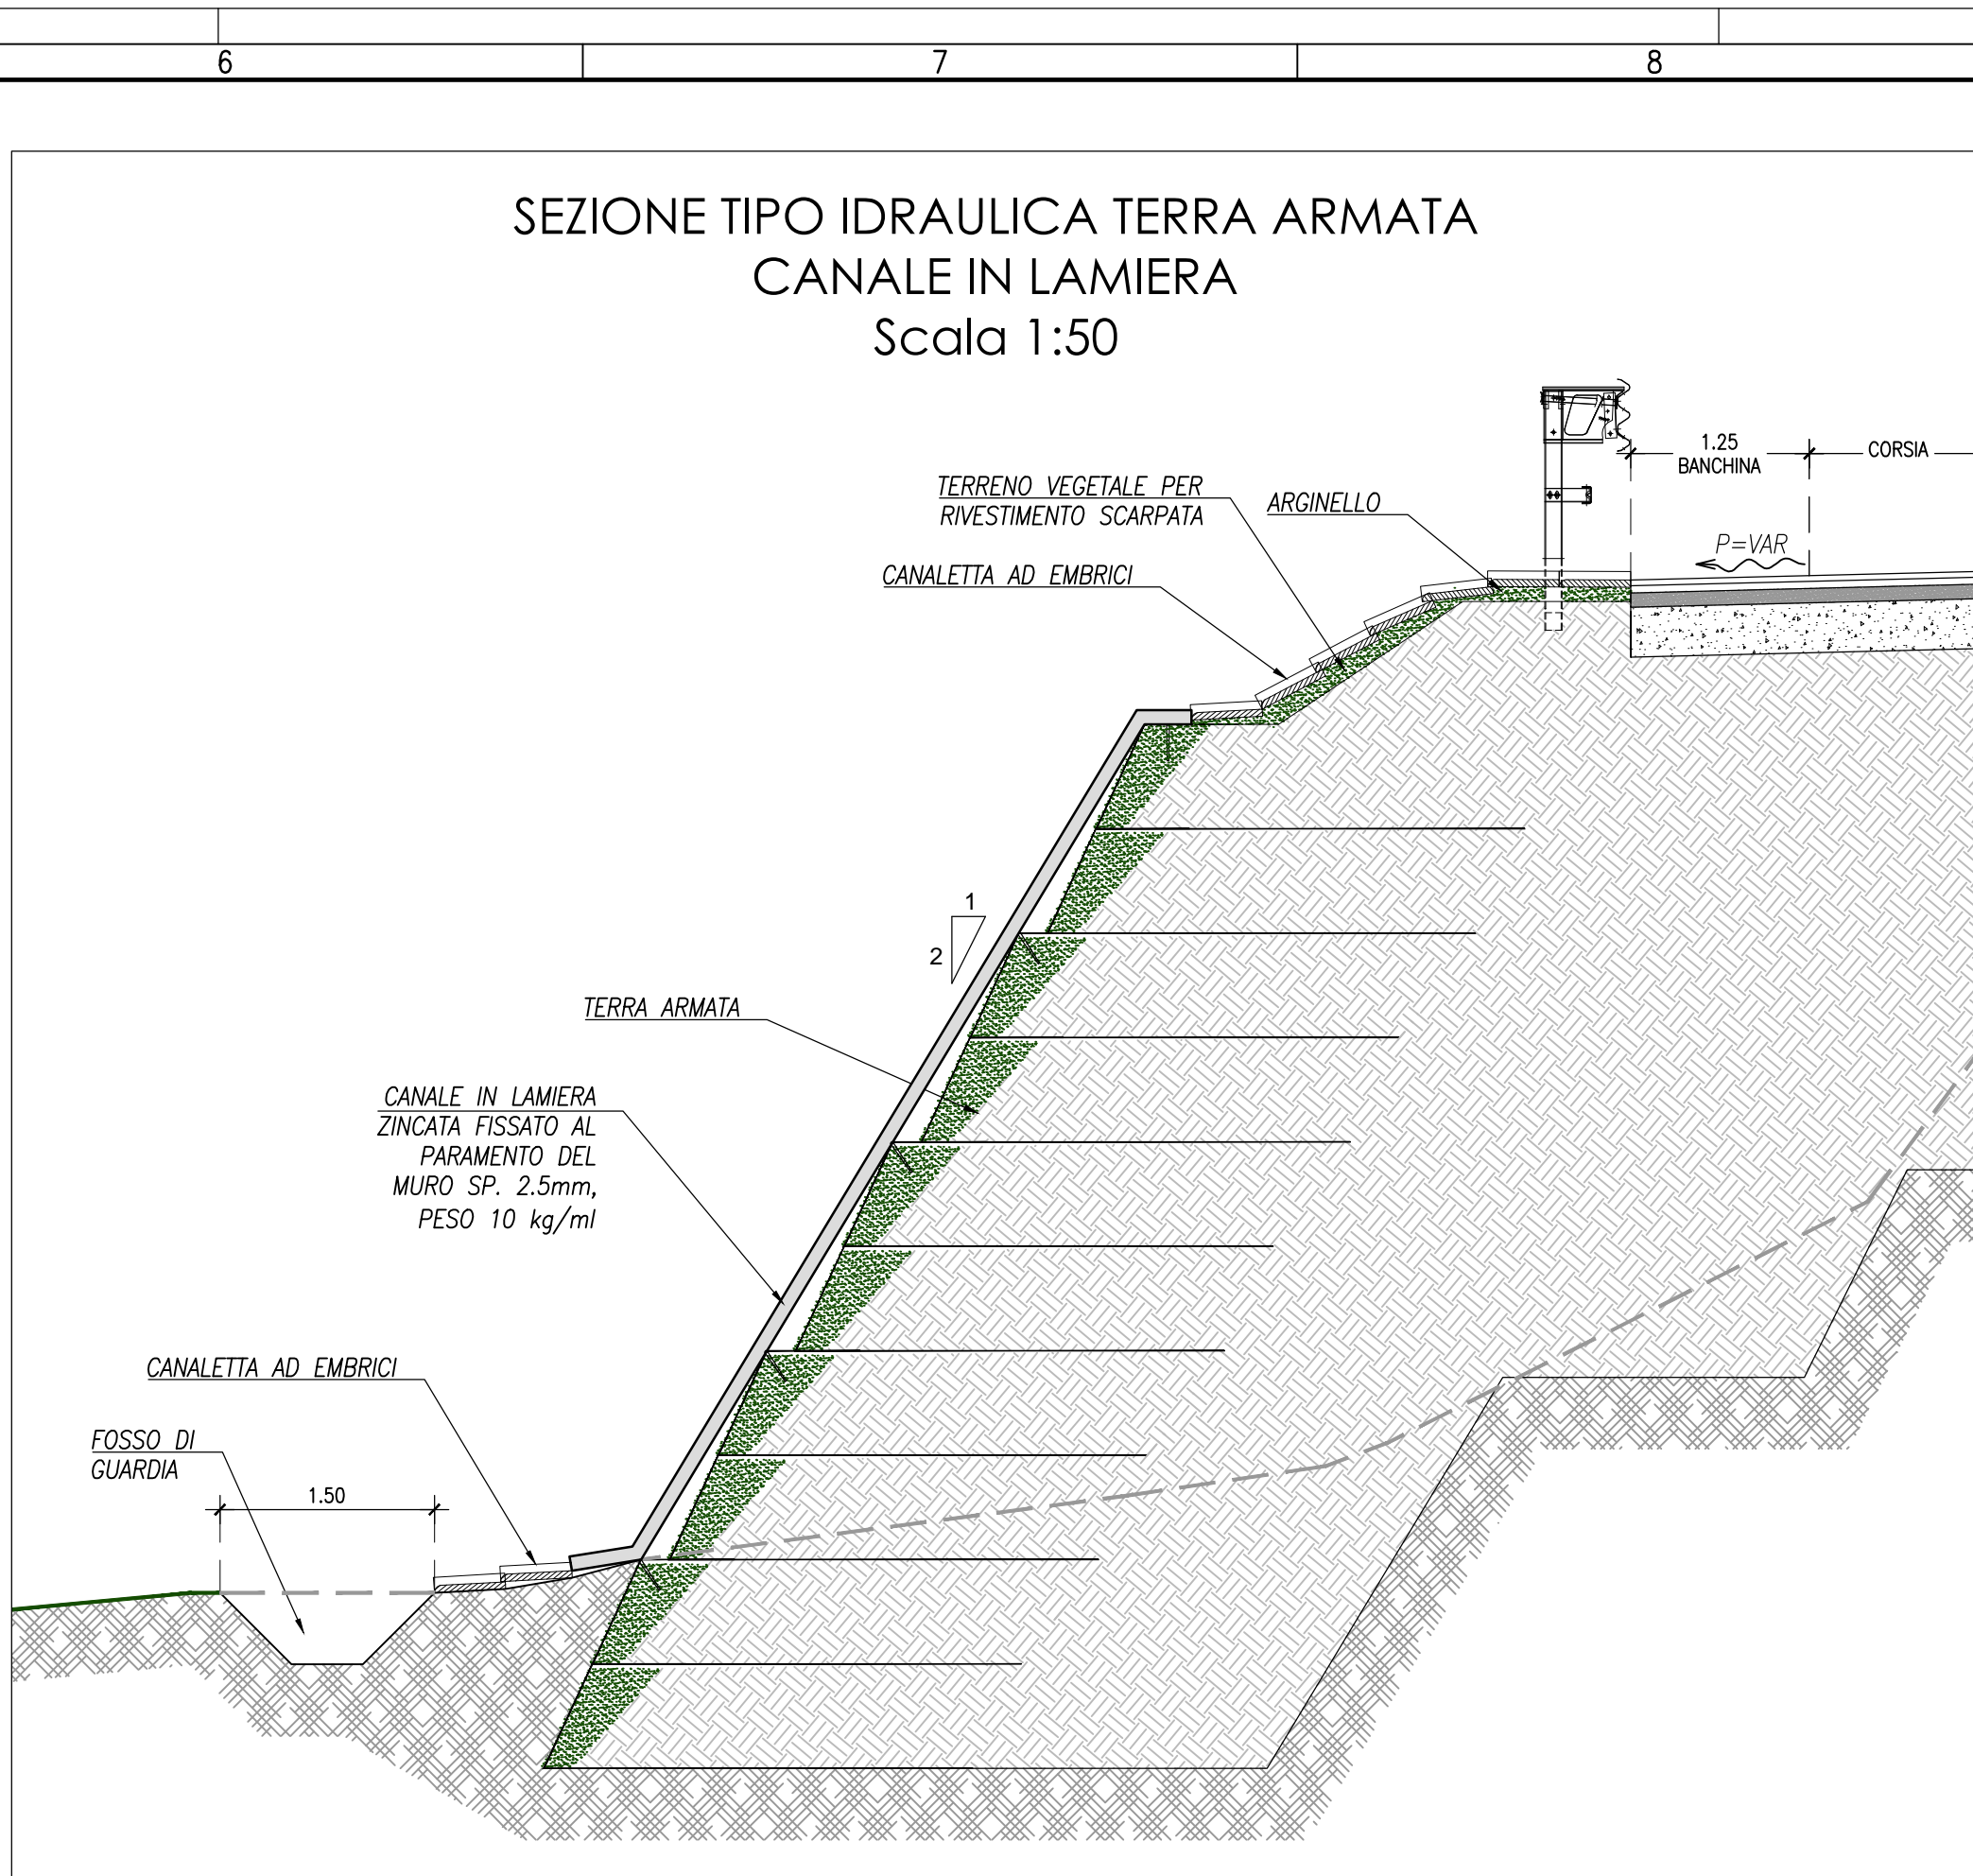 6
7
8
SEZIONE TIPO IDRAULICA TERRA ARMATA
CANALE IN LAMIERA
Scala 1:50
1.25
BANCHINA
CORSIA
TERRENO VEGETALE PER
RIVESTIMENTO SCARPATA
ARGINELLO
P=VAR
CANALETTA AD EMBRICI
1
2
TERRA ARMATA
CANALE IN LAMIERA
ZINCATA FISSATO AL
PARAMENTO DEL
MURO SP. 2.5mm,
PESO 10 kg/ml
CANALETTA AD EMBRICI
FOSSO DI
GUARDIA
1.50